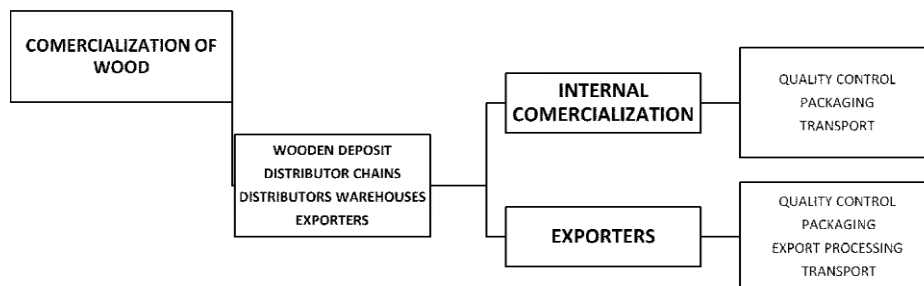 COMERCIALIZATION OF
WOOD
WOODEN DEPOSIT
DISTRIBUTOR CHAINS
DISTRIBUTORS WAREHOUSES
EXPORTERS
INTERNAL
COMERCIALIZATION
QUALITY CONTROL
PACKAGING
TRANSPORT
EXPORTERS
QUALITY CONTROL
PACKAGING
EXPORT PROCESSING
TRANSPORT